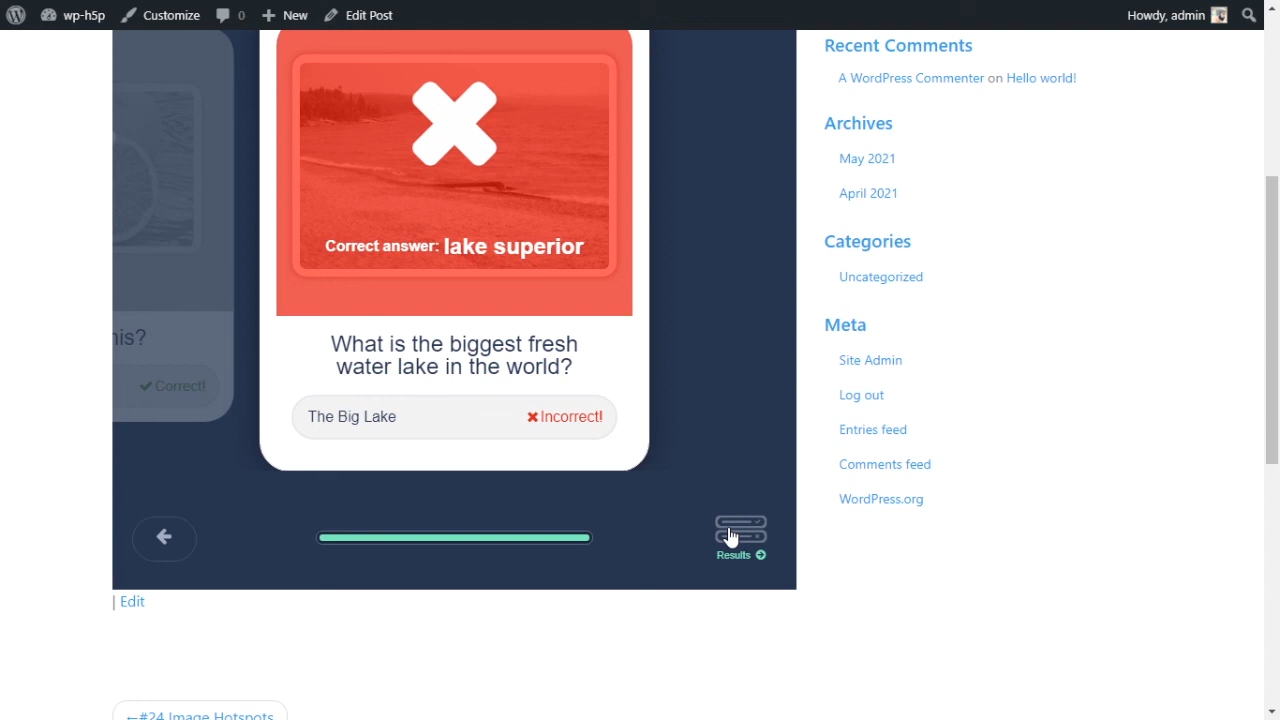 wp-h5p Customize 0 New Edit Post Howdy, admin
Recent Comments
A WordPress Commenter on Hello world!
Archives
May 2021
April 2021
Categories
Uncategorized
Meta
Site Admin
Log out
Entries feed
Comments feed
WordPress.org
his?
Correct!
Correct answer: lake superior
What is the biggest fresh
water lake in the world?
The Big Lake Incorrect!
Results
| Edit
←#24 Image Hotspots